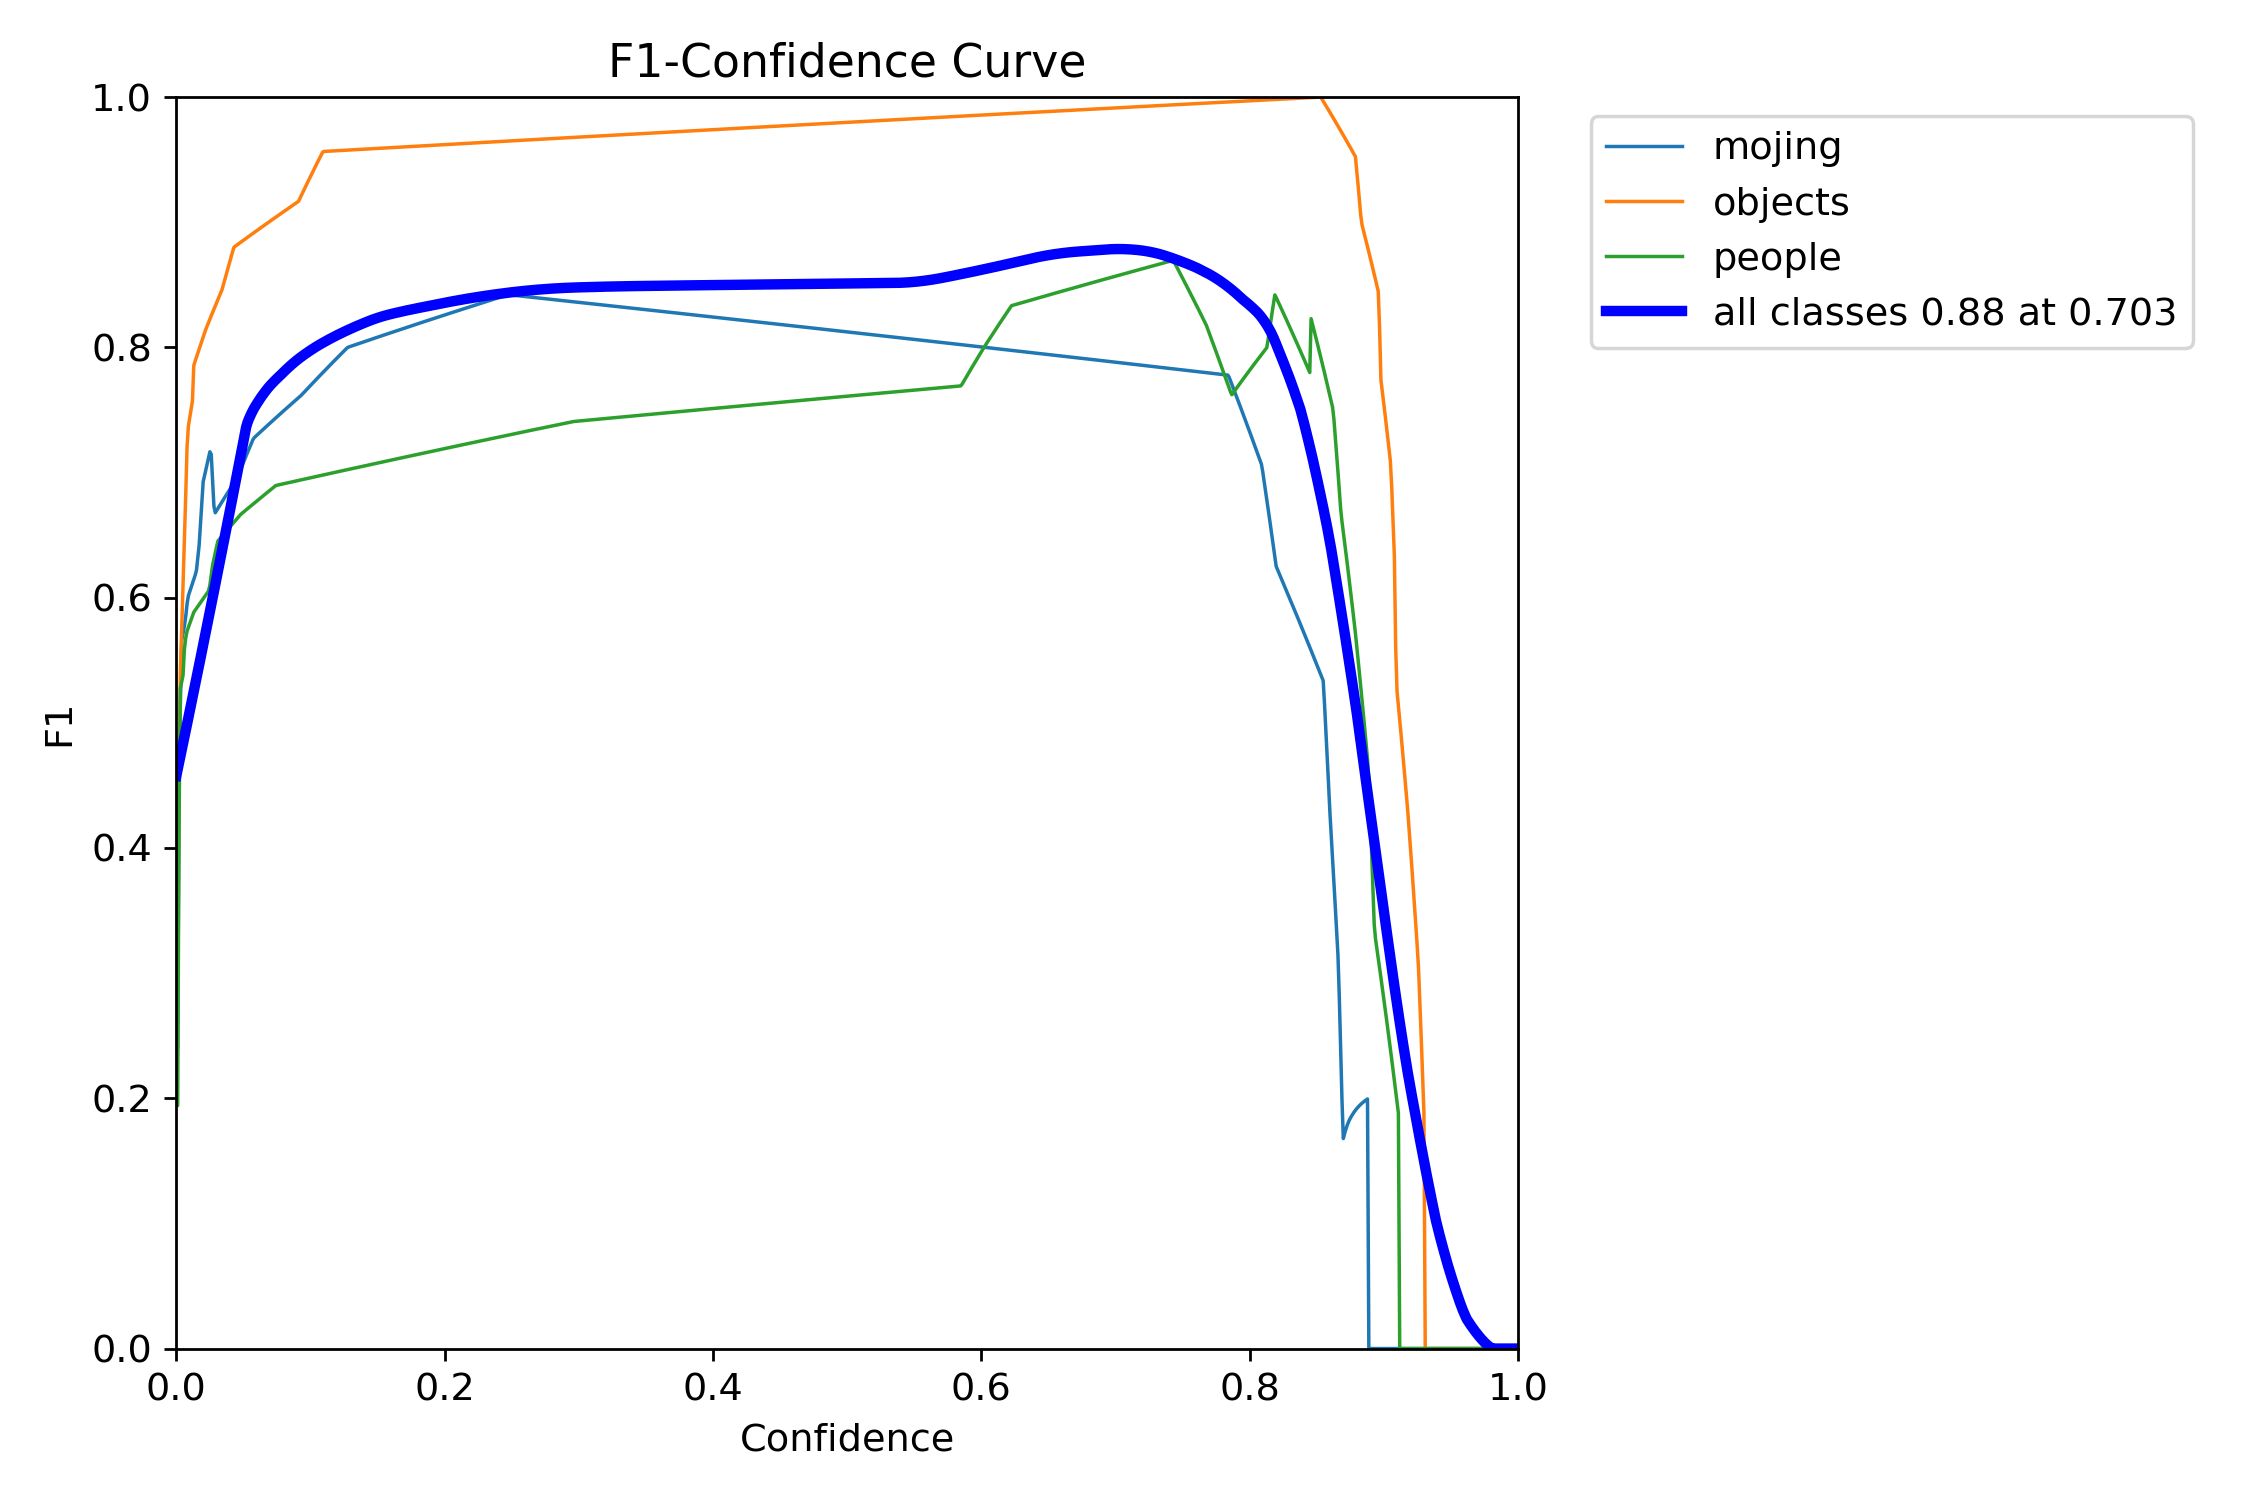 F1-Confidence Curve
1.0
0.8
0.6
0.4
0.2
0.0
F1
0.0 0.2 0.4 0.6 0.8 1.0
Confidence
mojing
objects
people
all classes 0.88 at 0.703